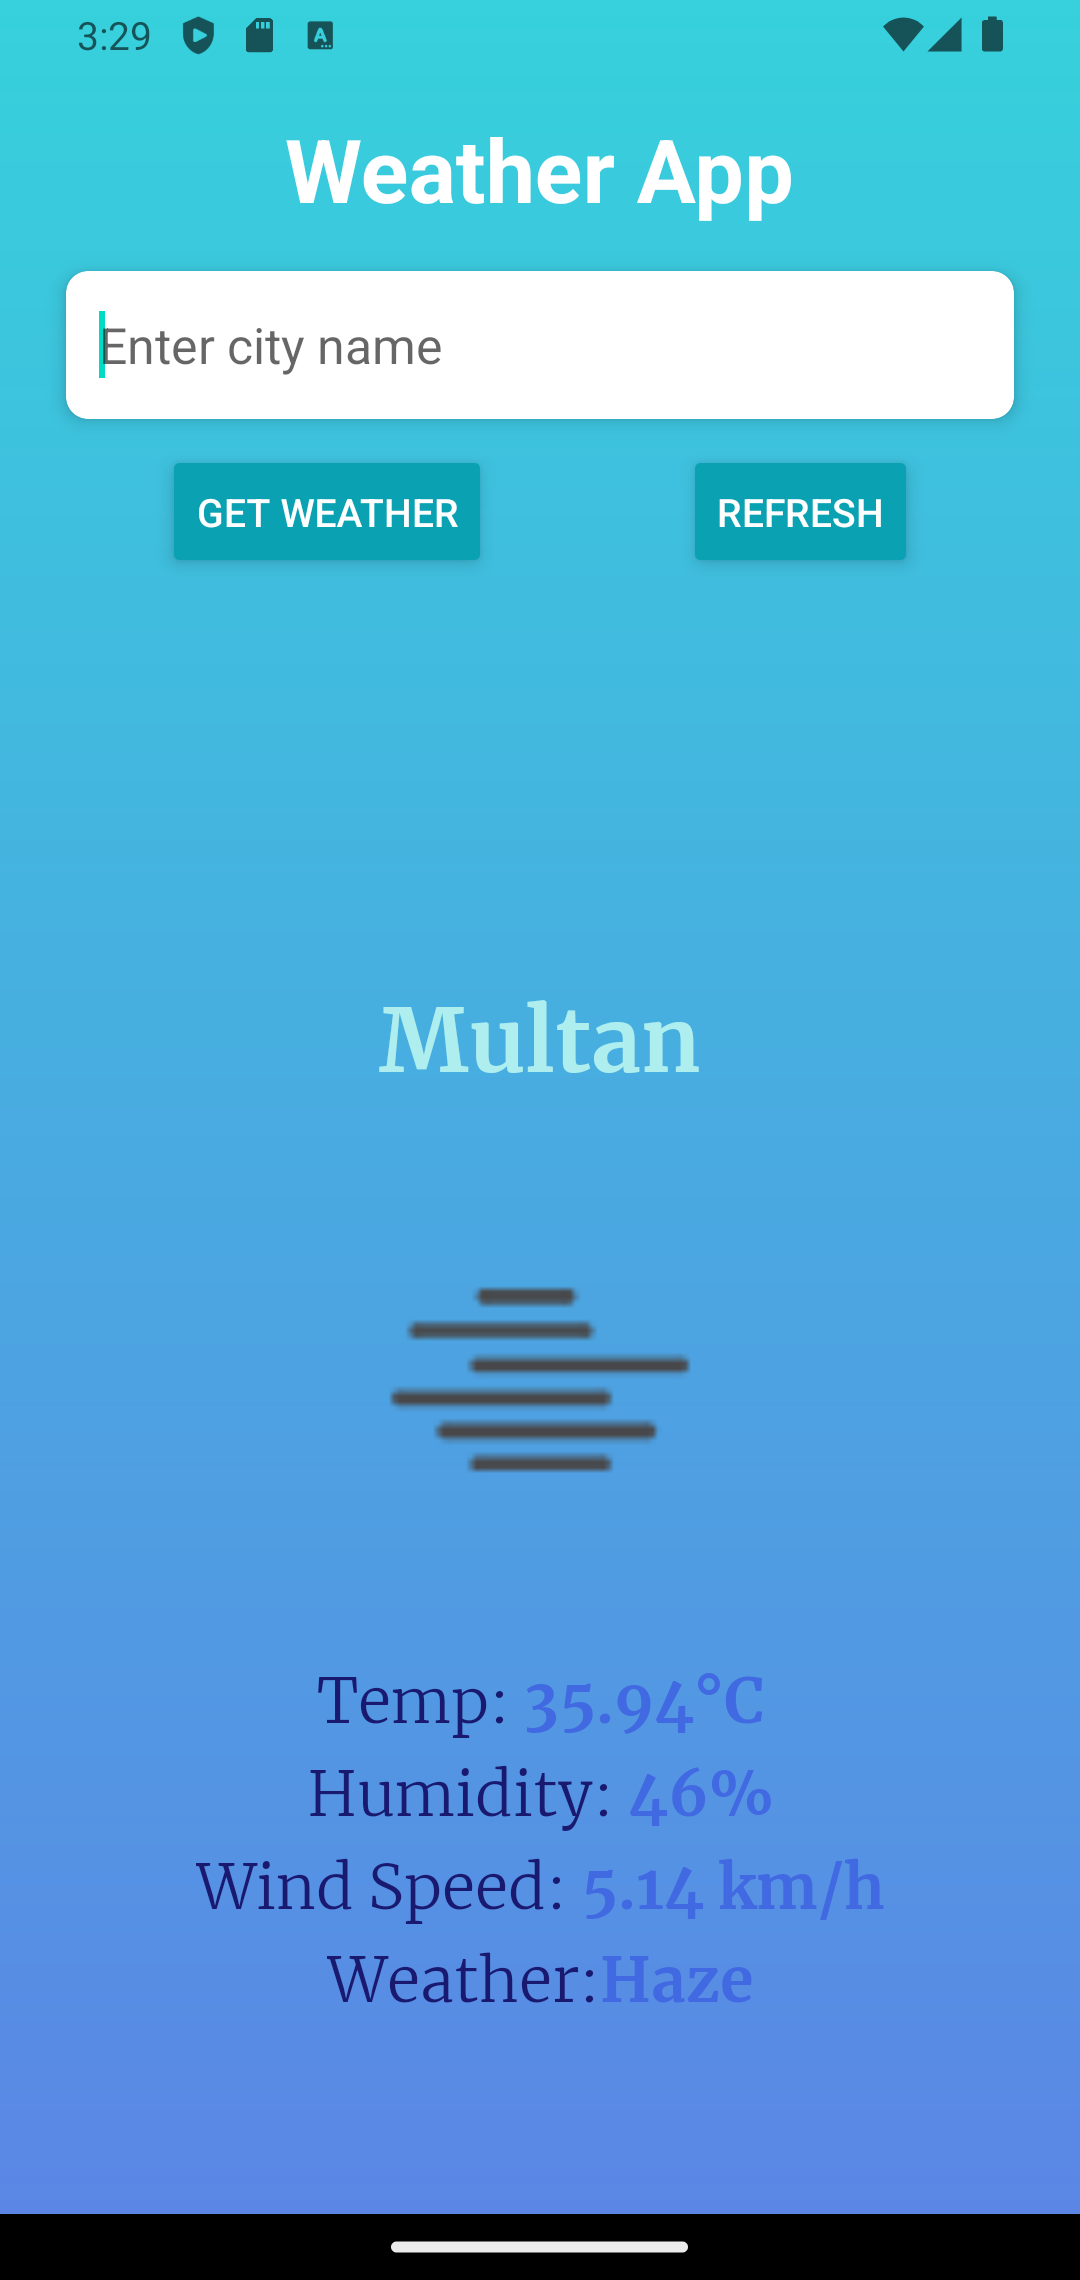 3:29
A
Weather App
Enter city name
GET WEATHER REFRESH
Multan
Temp: 35.94°C
Humidity: 46%
Wind Speed: 5.14 km/h
Weather:Haze